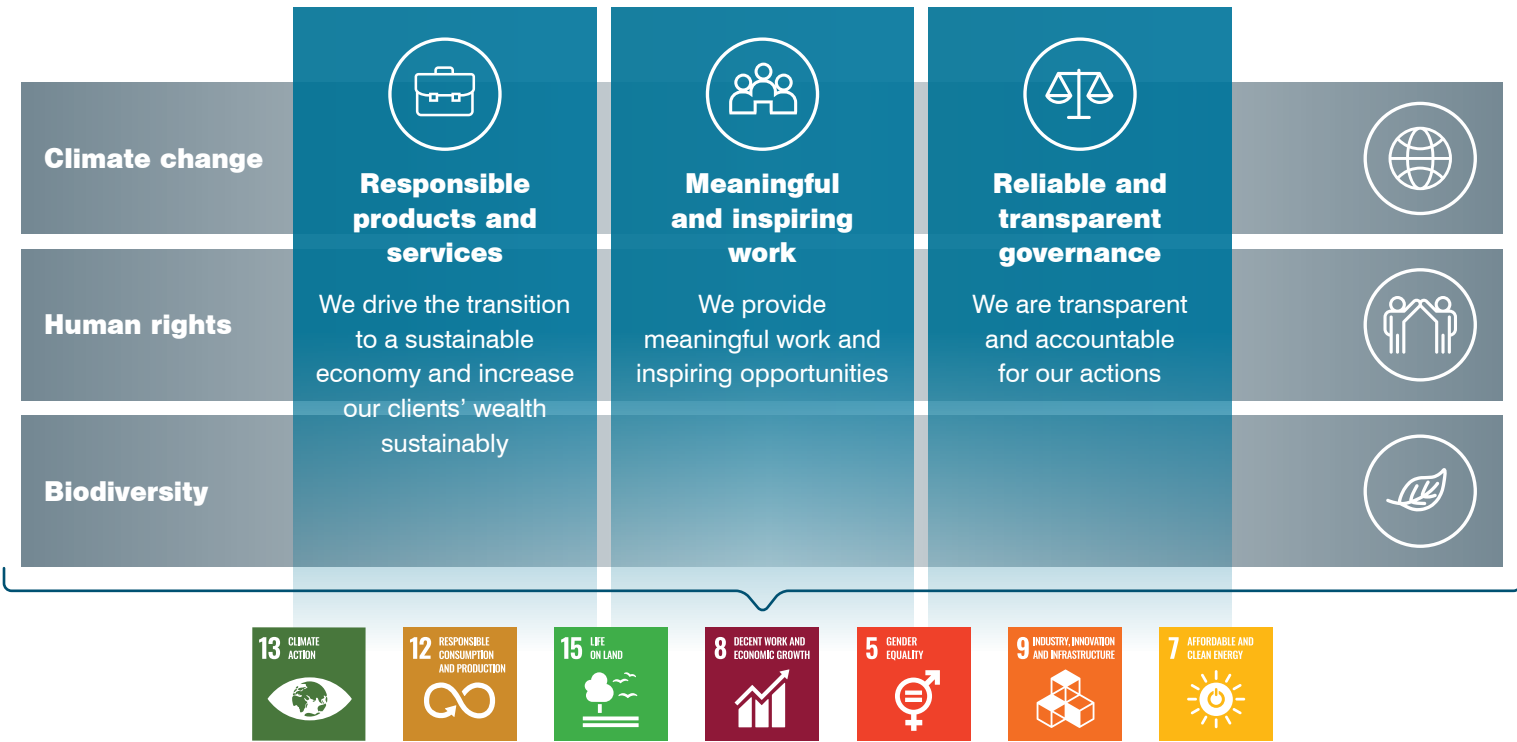 Climate change
Human rights
Biodiversity
Responsible
products and
services
We drive the transition
to a sustainable
economy and increase
our clients’ wealth
sustainably
Meaningful
and inspiring
work
We provide
meaningful work and
inspiring opportunities
Reliable and
transparent
governance
We are transparent
and accountable
for our actions
13 CLIMATE
ACTION
12 RESPONSIBLE
CONSUMPTION
AND PRODUCTION
15 LIFE
ON LAND
8 DECENT WORK AND
ECONOMIC GROWTH
5 GENDER
EQUALITY
9 INDUSTRY, INNOVATION
AND INFRASTRUCTURE
7 AFFORDABLE AND
CLEAN ENERGY